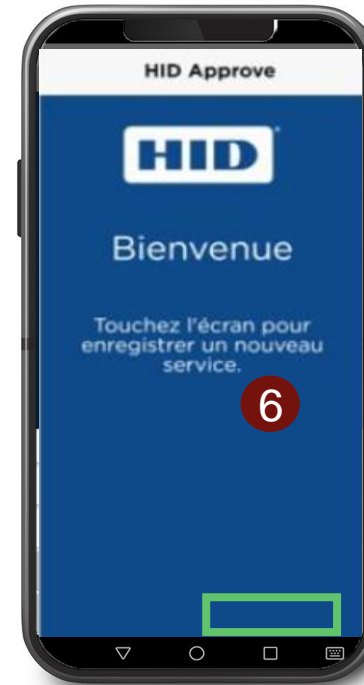 HID Approve
HID
Bienvenue
Touchez l'écran pour
enregistrer un nouveau
service.
6